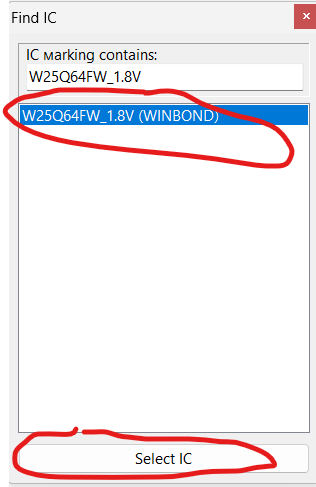 Find IC
IC мarking contains:
W25Q64FW_1.8V
W25Q64FW_1.8V (WINBOND)
Select IC